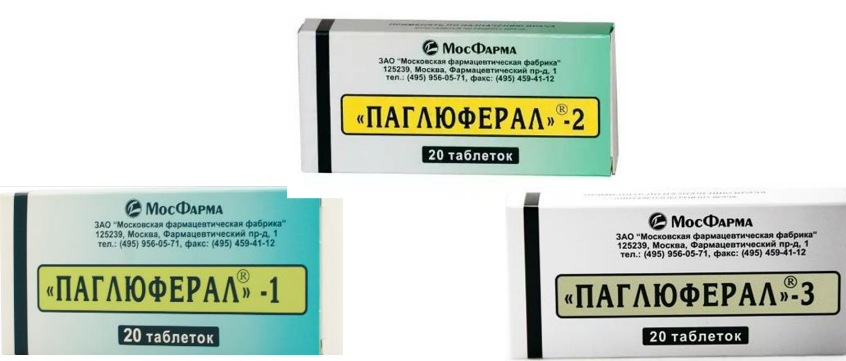 МосФарма
ЗАО "Московская фармацевтическая фабрика"
125239, Москва, Фармацевтический пр-д, 1
тел.: (495) 956-05-71, факс: (495) 459-41-12
«ПАГЛЮФЕРАЛ»® -2
20 таблеток
МосФарма
ЗАО "Московская фармацевтическая фабрика"
125239, Москва, Фармацевтический пр-д, 1
тел.: (495) 956-05-71, факс: (495) 459-41-12
«ПАГЛЮФЕРАЛ»® -1
20 таблеток
МосФарма
ЗАО "Московская фармацевтическая фабрика"
125239, Москва, Фармацевтический пр-д, 1
тел.: (495) 956-05-71, факс: (495) 459-41-12
«ПАГЛЮФЕРАЛ»®-3
20 таблеток